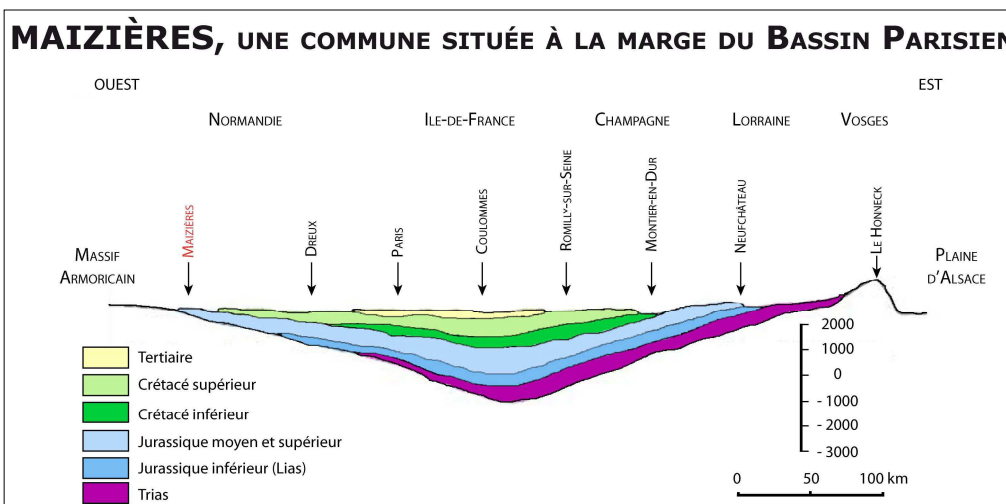 MAIZIÈRES, UNE COMMUNE SITUÉE À LA MARGE DU BASSIN PARISIEN
OUEST
EST
NORMANDIE
ILE-DE-FRANCE
CHAMPAGNE
LORRAINE
VOSGES
MASSIF
ARMORICAIN
MAIZIÈRES
DREUX
PARIS
COULOMMES
ROMILLY-SUR-SEINE
MONTIER-EN-DUR
NEUFCHÂTEAU
LE HONNECK
PLAINE
D'ALSACE
Tertiaire
Crétacé supérieur
Crétacé inférieur
Jurassique moyen et supérieur
Jurassique inférieur (Lias)
Trias
2000
1000
0
- 1000
- 2000
- 3000
0 50 100 km